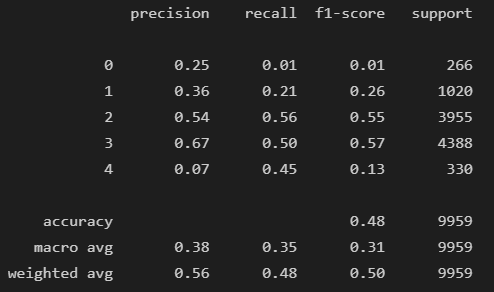 precision recall f1-score support
0 0.25 0.01 0.01 266
1 0.36 0.21 0.26 1020
2 0.54 0.56 0.55 3955
3 0.67 0.50 0.57 4388
4 0.07 0.45 0.13 330
accuracy 0.48 9959
macro avg 0.38 0.35 0.31 9959
weighted avg 0.56 0.48 0.50 9959